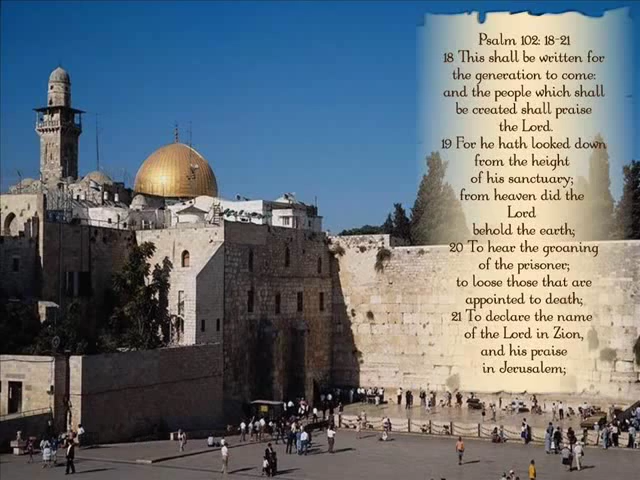 Psalm 102: 18-21
18 This shall be written for
the generation to come:
and the people which shall
be created shall praise
the Lord.
19 For he hath looked down
from the height
of his sanctuary;
from heaven did the
Lord
behold the earth;
20 To hear the groaning
of the prisoner;
to loose those that are
appointed to death;
21 To declare the name
of the Lord in Zion,
and his praise
in Jerusalem;